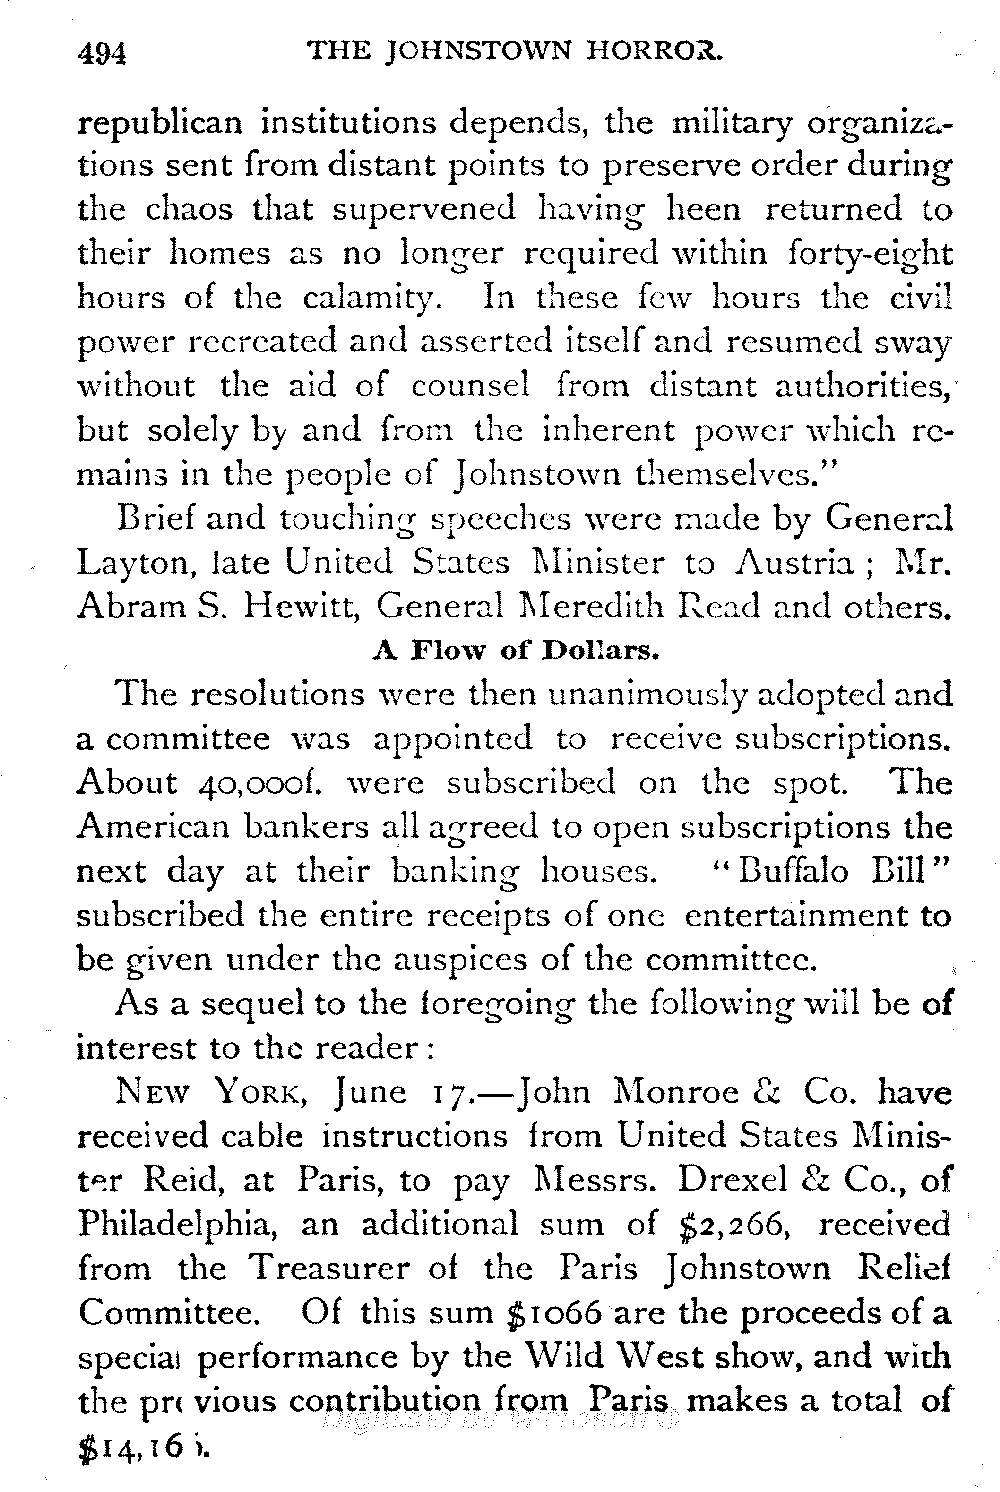 494 THE JOHNSTOWN HORROR.
republican institutions depends, the military organiza-
tions sent from distant points to preserve order during
the chaos that supervened having heen returned to
their homes as no longer required within forty-eight
hours of the calamity. In these few hours the civil
power recreated and asserted itself and resumed sway
without the aid of counsel from distant authorities,
but solely by and from the inherent power which re-
mains in the people of Johnstown themselves.”
Brief and touching speeches were made by General
Layton, late United States Minister to Austria ; Mr.
Abram S. Hewitt, General Meredith Read and others.
A Flow of Dollars.
The resolutions were then unanimously adopted and
a committee was appointed to receive subscriptions.
About 40,000f. were subscribed on the spot. The
American bankers all agreed to open subscriptions the
next day at their banking houses. “Buffalo Bill”
subscribed the entire receipts of one entertainment to
be given under the auspices of the committee.
As a sequel to the foregoing the following will be of
interest to the reader :
NEW YORK, June 17.—John Monroe & Co. have
received cable instructions from United States Minis-
ter Reid, at Paris, to pay Messrs. Drexel & Co., of
Philadelphia, an additional sum of $2,266, received
from the Treasurer of the Paris Johnstown Relief
Committee. Of this sum $1066 are the proceeds of a
special performance by the Wild West show, and with
the previous contribution from Paris makes a total of